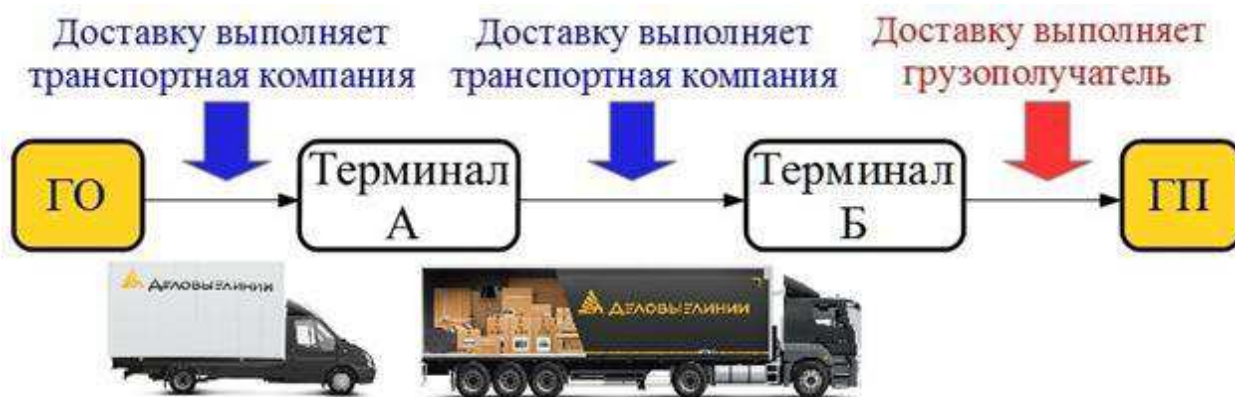 Доставку выполняет
транспортная компания
Доставку выполняет
транспортная компания
Доставку выполняет
грузополучатель
ГО
Терминал
А
Терминал
Б
ГП
ДЕЛОВЫЕЛИНИИ
ДЕЛОВЫЕЛИНИИ